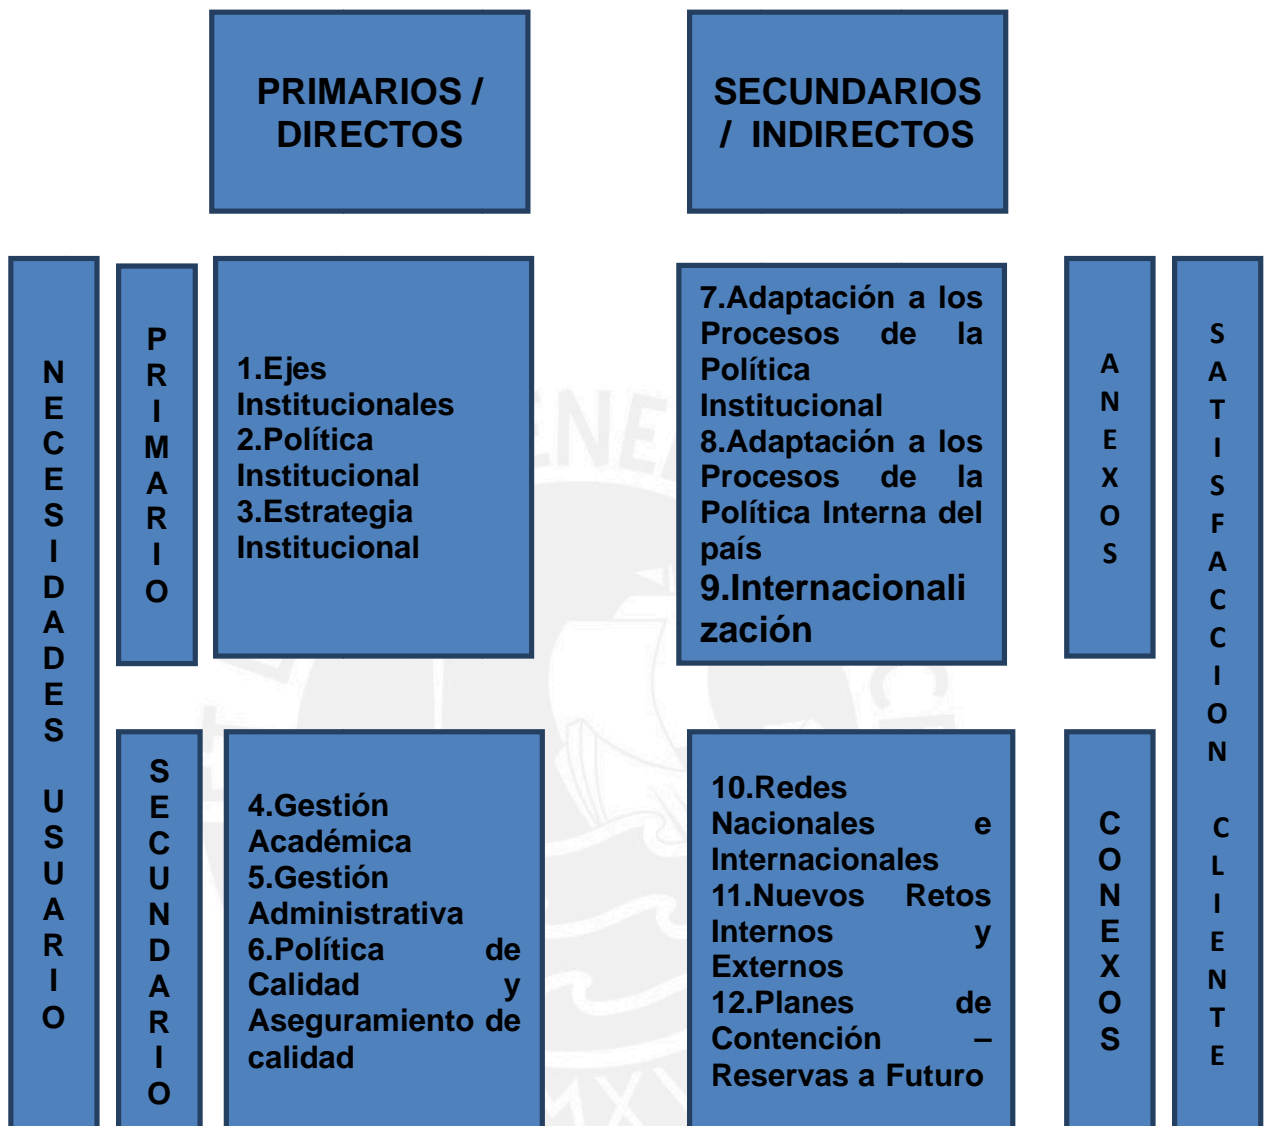 PRIMARIOS /
DIRECTOS
SECUNDARIOS
/ INDIRECTOS
NECESIDADES USUARIO
PRIMARIO
1.Ejes
Institucionales
2.Política
Institucional
3.Estrategia
Institucional
7.Adaptación a los
Procesos de la
Política
Institucional
8.Adaptación a los
Procesos de la
Política Interna del
país
9.Internacionali
zación
ANEXOS
SATISFACCION CLIENTE
SECUNDARIO
4.Gestión
Académica
5.Gestión
Administrativa
6.Política de
Calidad y
Aseguramiento de
calidad
10.Redes
Nacionales e
Internacionales
11.Nuevos Retos
Internos y
Externos
12.Planes de
Contención –
Reservas a Futuro
CONEXOS